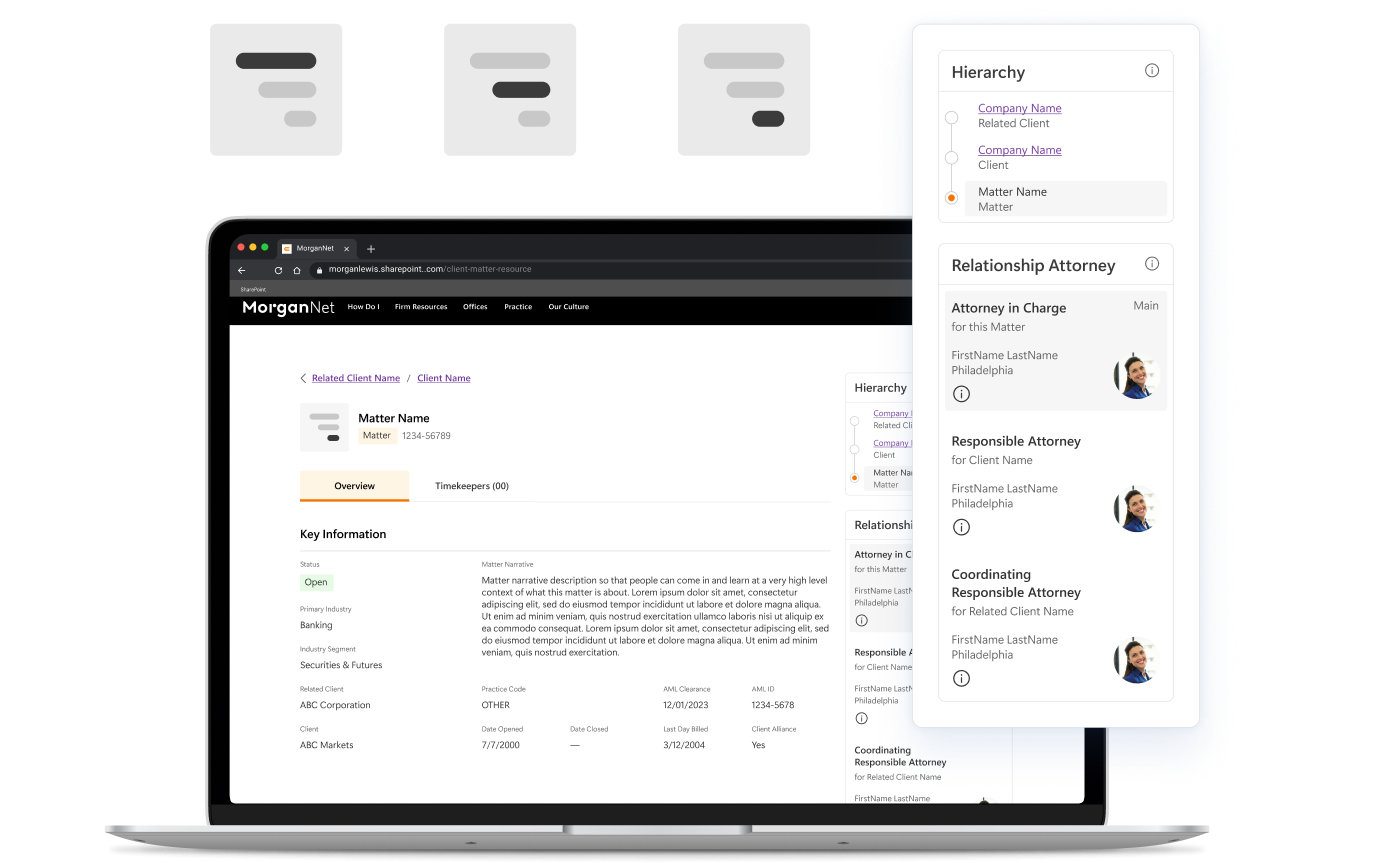 Hierarchy
Company Name
Related Client
Company Name
Client
Matter Name
Matter
Relationship Attorney
Attorney in Charge
Main
for this Matter
FirstName LastName
Philadelphia
Responsible Attorney
for Client Name
FirstName LastName
Philadelphia
Coordinating
Responsible Attorney
for Related Client Name
FirstName LastName
Philadelphia
MorganNet
morganlewis.sharepoint..com/client-matter-resource
SharePoint
MorganNet How Do I Firm Resources Offices Practice Our Culture
Related Client Name / Client Name
Matter Name
Matter 1234-56789
Overview Timekeepers (00)
Key Information
Status
Open
Primary Industry
Banking
Industry Segment
Securities & Futures
Matter Narrative
Matter narrative description so that people can come in and learn at a very high level
context of what this matter is about. Lorem ipsum dolor sit amet, consectetur
adipiscing elit, sed do eiusmod tempor incididunt ut labore et dolore magna aliqua.
Ut enim ad minim veniam, quis nostrud exercitation ullamco laboris nisi ut aliquip ex
ea commodo consequat. Lorem ipsum dolor sit amet, consectetur adipiscing elit, sed
do eiusmod tempor incididunt ut labore et dolore magna aliqua. Ut enim ad minim
veniam, quis nostrud exercitation.
Related Client Practice Code AML Clearance AML ID
ABC Corporation OTHER 12/01/2023 1234-5678
Client Date Opened Date Closed Last Day Billed Client Alliance
ABC Markets 7/7/2000 — 3/12/2004 Yes
Hierarchy
Company
Related Cli
Company
Client
Matter Na
Matter
Relationshi
Attorney in C
for this Matter
FirstName LastN
Philadelphia
Responsible A
for Client Name
FirstName LastN
Philadelphia
Coordinating
Responsible Attorney
for Related Client Name
FirstName LastName